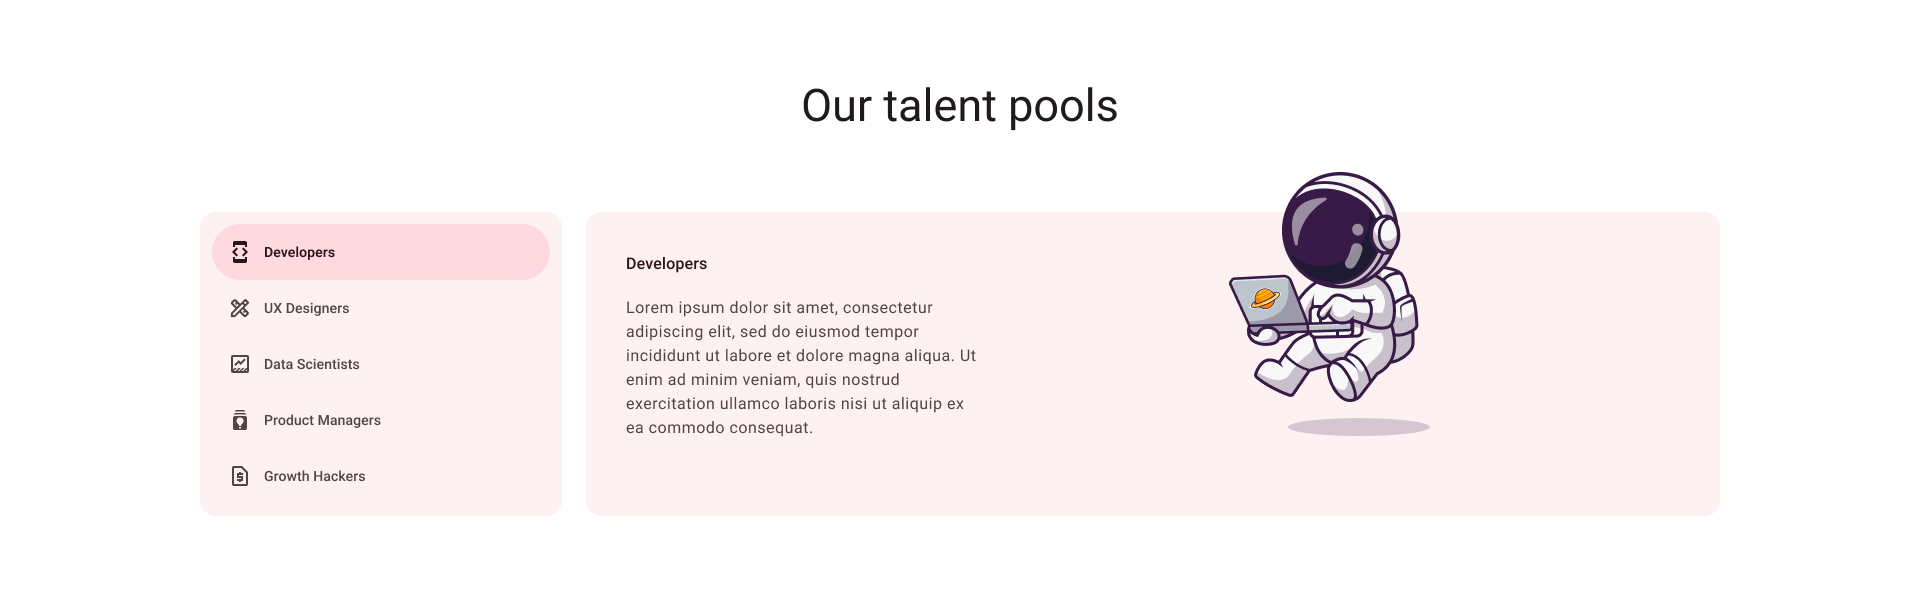 Our talent pools
Developers
UX Designers
Data Scientists
Product Managers
Growth Hackers
Developers
Lorem ipsum dolor sit amet, consectetur
adipiscing elit, sed do eiusmod tempor
incididunt ut labore et dolore magna aliqua. Ut
enim ad minim veniam, quis nostrud
exercitation ullamco laboris nisi ut aliquip ex
ea commodo consequat.